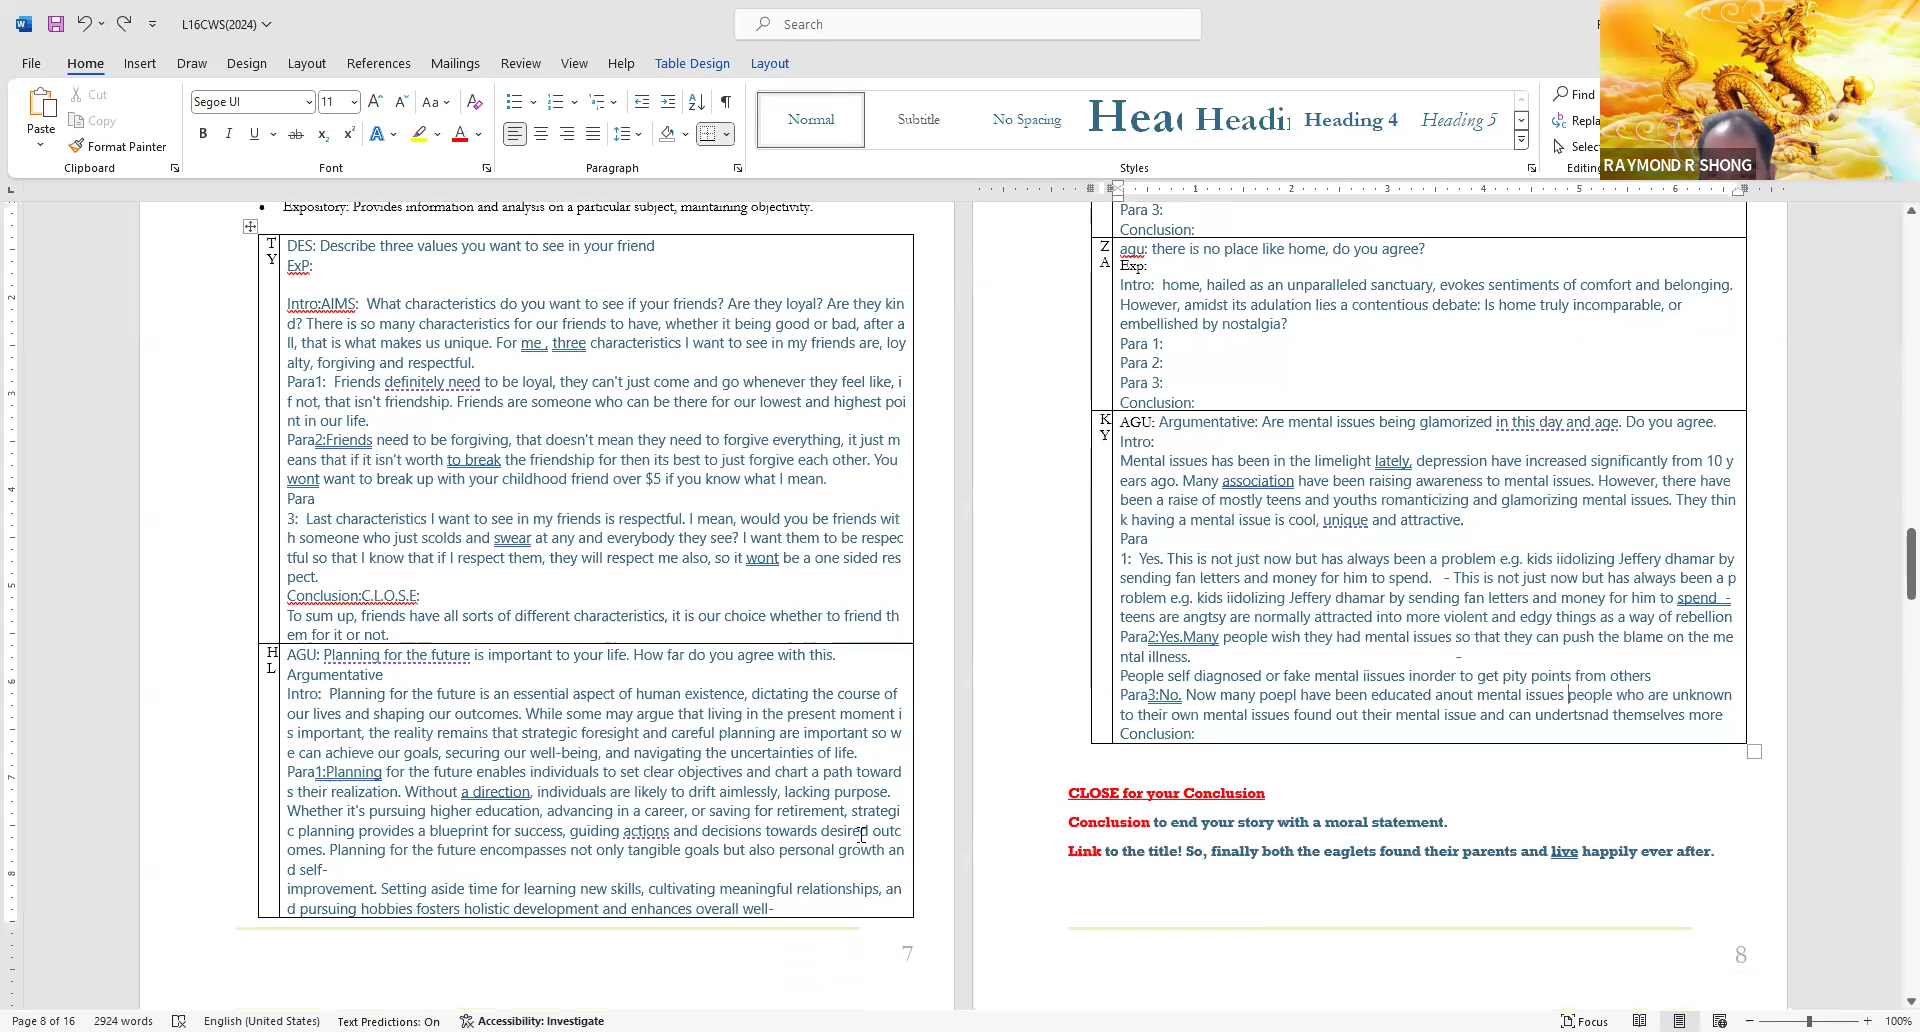 L16CWS(2024)
Search
File Home Insert Draw Design Layout References Mailings Review View Help Table Design Layout
Paste
Cut
Copy
Format Painter
Clipboard
Segoe UI 11
Font
Paragraph
Normal Subtitle No Spacing Heading 4 Heading 5
Styles
Find
Editing
RAYMOND R SHONG
Expository: Provides information and analysis on a particular subject, maintaining objectivity.
T
Y
DES: Describe three values you want to see in your friend
ExP:
Intro:AIMS: What characteristics do you want to see if your friends? Are they loyal? Are they kin
d? There is so many characteristics for our friends to have, whether it being good or bad, after a
ll, that is what makes us unique. For me , three characteristics I want to see in my friends are, loy
alty, forgiving and respectful.
Para1: Friends definitely need to be loyal, they can't just come and go whenever they feel like, i
f not, that isn't friendship. Friends are someone who can be there for our lowest and highest poi
nt in our life.
Para2:Friends need to be forgiving, that doesn't mean they need to forgive everything, it just m
eans that if it isn't worth to break the friendship for then its best to just forgive each other. You
wont want to break up with your childhood friend over $5 if you know what I mean.
Para
3: Last characteristics I want to see in my friends is respectful. I mean, would you be friends wit
h someone who just scolds and swear at any and everybody they see? I want them to be respec
tful so that I know that if I respect them, they will respect me also, so it wont be a one sided res
pect.
Conclusion:C.L.O.S.E:
To sum up, friends have all sorts of different characteristics, it is our choice whether to friend th
em for it or not.
H
L
AGU: Planning for the future is important to your life. How far do you agree with this.
Argumentative
Intro: Planning for the future is an essential aspect of human existence, dictating the course of
our lives and shaping our outcomes. While some may argue that living in the present moment i
s important, the reality remains that strategic foresight and careful planning are important so w
e can achieve our goals, securing our well-being, and navigating the uncertainties of life.
Para1:Planning for the future enables individuals to set clear objectives and chart a path toward
s their realization. Without a direction, individuals are likely to drift aimlessly, lacking purpose.
Whether it's pursuing higher education, advancing in a career, or saving for retirement, strategi
c planning provides a blueprint for success, guiding actions and decisions towards desired outc
omes. Planning for the future encompasses not only tangible goals but also personal growth an
d self-
improvement. Setting aside time for learning new skills, cultivating meaningful relationships, an
d pursuing hobbies fosters holistic development and enhances overall well-
7
Para 3:
Conclusion:
Z
A
agu: there is no place like home, do you agree?
Exp:
Intro: home, hailed as an unparalleled sanctuary, evokes sentiments of comfort and belonging.
However, amidst its adulation lies a contentious debate: Is home truly incomparable, or
embellished by nostalgia?
Para 1:
Para 2:
Para 3:
Conclusion:
K
Y
AGU: Argumentative: Are mental issues being glamorized in this day and age. Do you agree.
Intro:
Mental issues has been in the limelight lately, depression have increased significantly from 10 y
ears ago. Many association have been raising awareness to mental issues. However, there have
been a raise of mostly teens and youths romanticizing and glamorizing mental issues. They thin
k having a mental issue is cool, unique and attractive.
Para
1: Yes. This is not just now but has always been a problem e.g. kids iidolizing Jeffery dhamar by
sending fan letters and money for him to spend. - This is not just now but has always been a p
roblem e.g. kids iidolizing Jeffery dhamar by sending fan letters and money for him to spend -
teens are angtsy are normally attracted into more violent and edgy things as a way of rebellion
Para2:Yes.Many people wish they had mental issues so that they can push the blame on the me
ntal illness. -
People self diagnosed or fake mental iissues inorder to get pity points from others
Para3:No. Now many poepl have been educated anout mental issues people who are unknown
to their own mental issues found out their mental issue and can undertsnad themselves more
Conclusion:
CLOSE for your Conclusion
Conclusion to end your story with a moral statement.
Link to the title! So, finally both the eaglets found their parents and live happily ever after.
8
Page 8 of 16 2924 words English (United States) Text Predictions: On Accessibility: Investigate Focus 100%